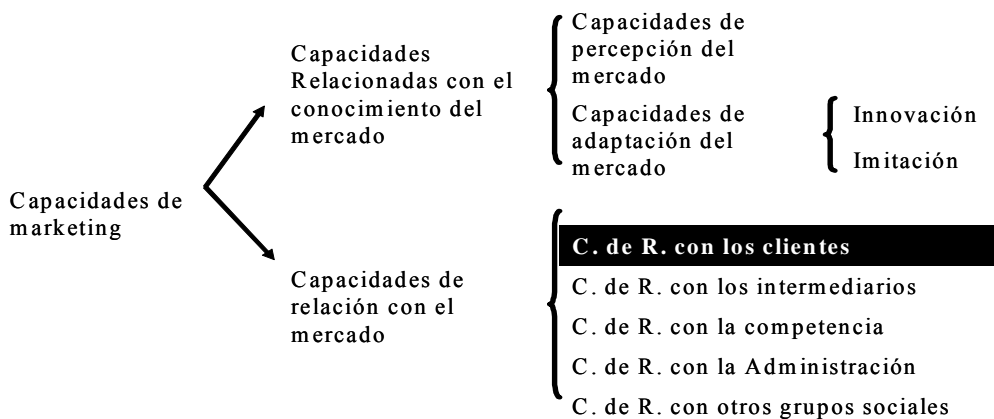 Capacidades de
marketing
Capacidades
Relacionadas con el
conocimiento del
mercado
Capacidades de
percepción del
mercado
Capacidades de
adaptación del
mercado
Innovación
Imitación
Capacidades de
relación con el
mercado
C. de R. con los clientes
C. de R. con los intermediarios
C. de R. con la competencia
C. de R. con la Administración
C. de R. con otros grupos sociales